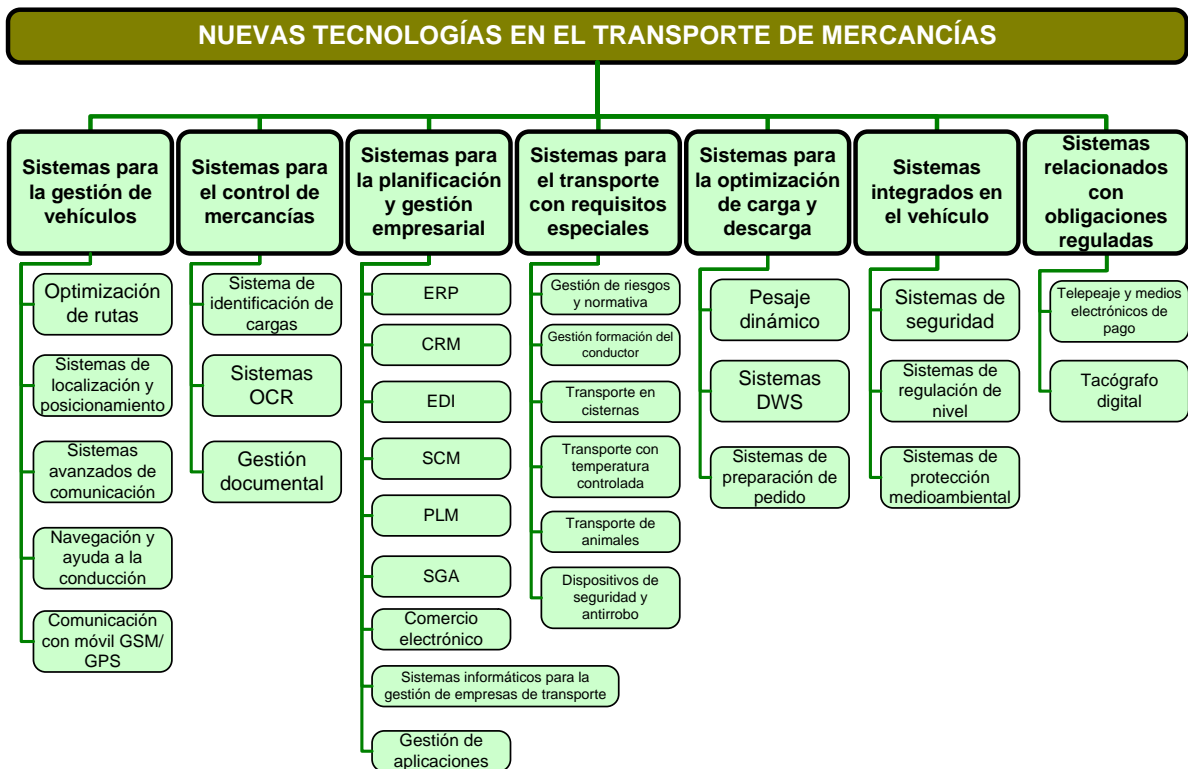 NUEVAS TECNOLOGÍAS EN EL TRANSPORTE DE MERCANCÍAS
Sistemas para
la gestión de
vehículos
Optimización
de rutas
Sistemas de
localización y
posicionamiento
Sistemas
avanzados de
comunicación
Navegación y
ayuda a la
conducción
Comunicación
con móvil GSM/
GPS
Sistemas para
el control de
mercancías
Sistema de
identificación de
cargas
Sistemas
OCR
Gestión
documental
Sistemas para
la planificación
y gestión
empresarial
ERP
CRM
EDI
SCM
PLM
SGA
Comercio
electrónico
Sistemas informáticos para la
gestión de empresas de transporte
Gestión de
aplicaciones
Sistemas para
el transporte
con requisitos
especiales
Gestión de riesgos
y normativa
Gestión formación del
conductor
Transporte en
cisternas
Transporte con
temperatura
controlada
Transporte de
animales
Dispositivos de
seguridad y
antirrobo
Sistemas para
la optimización
de carga y
descarga
Pesaje
dinámico
Sistemas
DWS
Sistemas de
preparación de
pedido
Sistemas
integrados en
el vehículo
Sistemas de
seguridad
Sistemas de
regulación de
nivel
Sistemas de
protección
medioambiental
Sistemas
relacionados
con
obligaciones
reguladas
Telepeaje y medios
electrónicos de
pago
Tacógrafo
digital